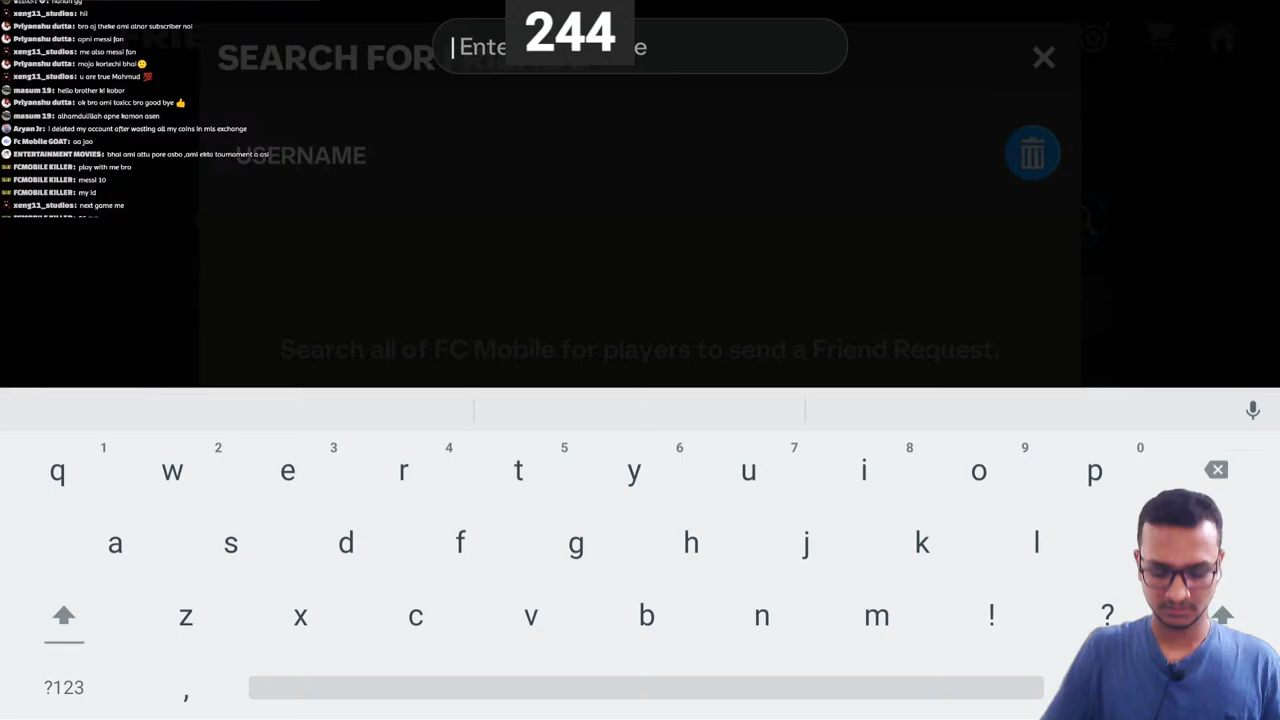 xeng11_studios: hii
Priyanshu dutta: bro aj theke ami alnar subscriber noi
Priyanshu dutta: apni messi fan
xeng11_studios: me also messi fan
Priyanshu dutta: moja kortechi bhai🙂
xeng11_studios: u are true Mahmud 💯
masum 19: hello brother ki kobor
Priyanshu dutta: ok bro ami toxicc bro good bye 👍
masum 19: alhamdulillah apne kamon asen
Aryan Jr: i deleted my account after wasting all my coins in mls exchange
Fc Mobile GOAT: aa jao
ENTERTAINMENT MOVIES: bhai ami attu pore asbo ,ami ekta tournament a asi
FCMOBILE KILLER: play with me bro
FCMOBILE KILLER: messi 10
FCMOBILE KILLER: my id
xeng11_studios: next game me
244
SEARCH FOR
USERNAME
Search all of FC Mobile for players to send a Friend Request.
1 2 3 4 5 6 7 8 9 0
q w e r t y u i o p
a s d f g h j k l
z x c v b n m ! ?
?123 ,